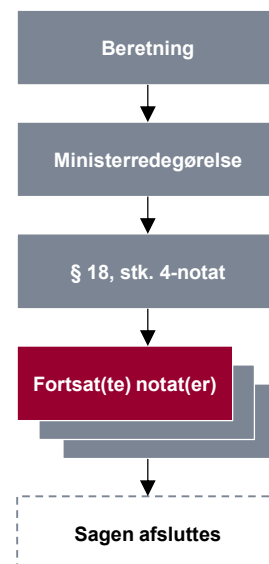 Beretning
Ministerredegørelse
§ 18, stk. 4-notat
Fortsat(te) notat(er)
Sagen afsluttes